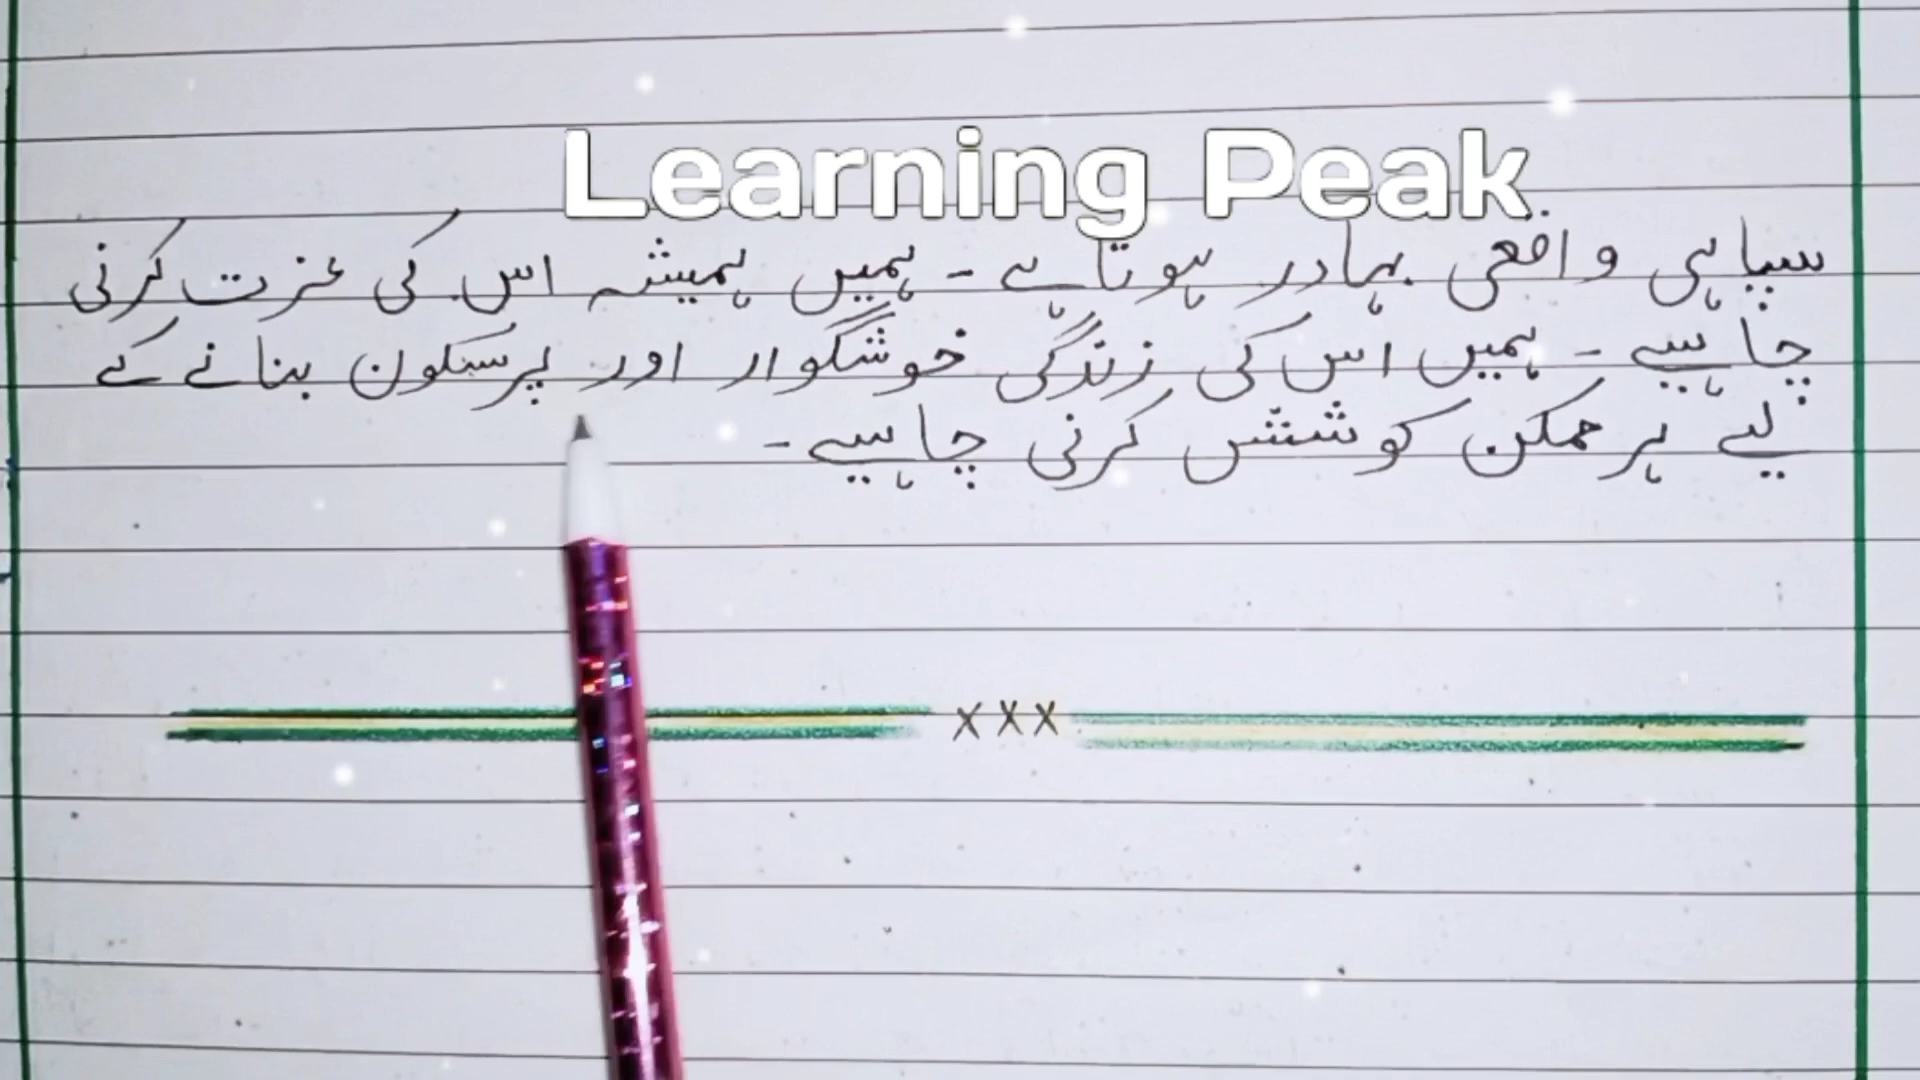 Learning Peak
سپاہی واقعی بہادر ہوتا ہے - ہمیں ہمیشہ اس کی عزت کرنی
چاہیے - ہمیں اس کی زندگی خوشگوار اور پرسکون بنانے کے
لیے ہر ممکن کوشش کرنی چاہیے -
xxx